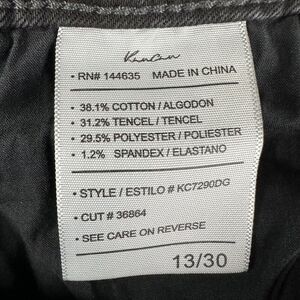 KanCan
• RN# 144635 MADE IN CHINA
• 38.1% COTTON / ALGODON
• 31.2% TENCEL / TENCEL
• 29.5% POLYESTER / POLIESTER
• 1.2% SPANDEX / ELASTANO
• STYLE / ESTILO # KC7290DG
• CUT # 36864
• SEE CARE ON REVERSE
13/30